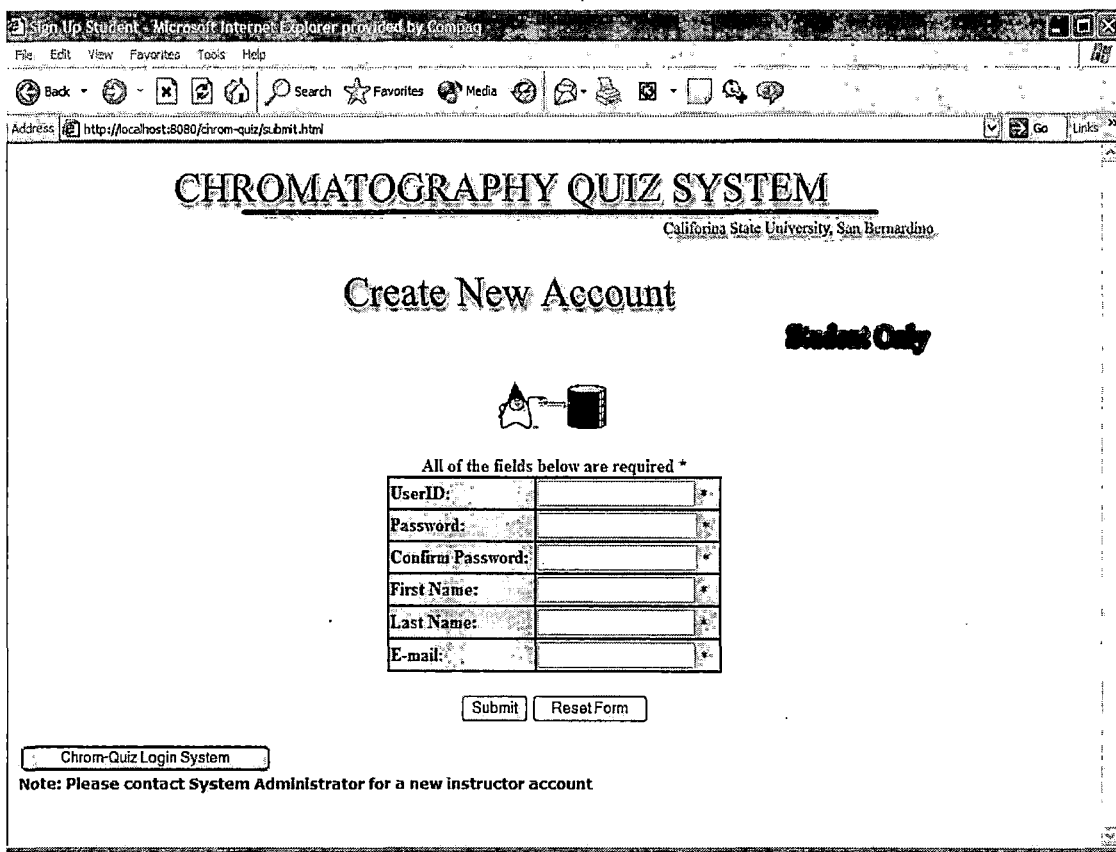 Sign Up Student - Microsoft Internet Explorer provided by Compaq
File Edit View Favorites Tools Help
Back Search Favorites Media
Address http://localhost:8080/chrom-quiz/submit.html Go Links »
CHROMATOGRAPHY QUIZ SYSTEM
California State University, San Bernardino
Create New Account
Student Only
All of the fields below are required *
UserID: *
Password: *
Confirm Password: *
First Name: *
Last Name: *
E-mail: *
Submit Reset Form
Chrom-Quiz Login System
Note: Please contact System Administrator for a new instructor account